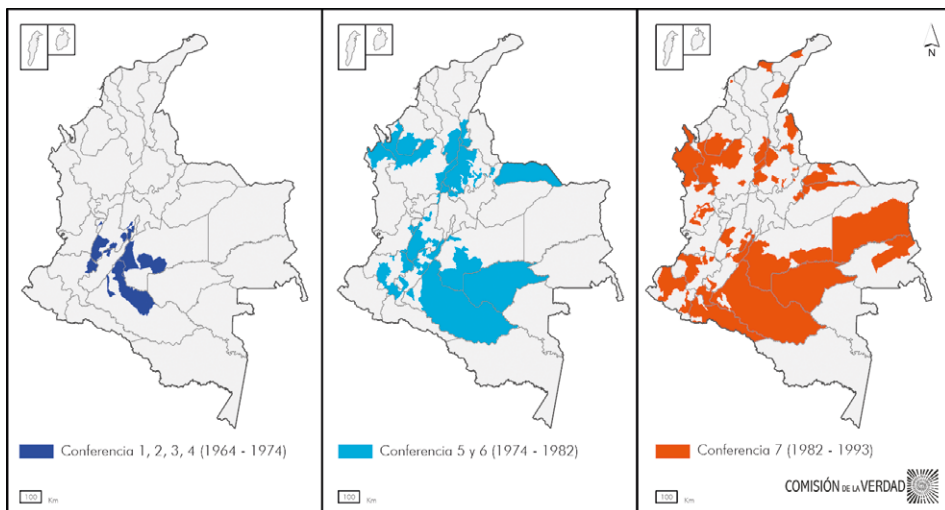 N
Conferencia 1, 2, 3, 4 (1964 - 1974)
100 Km
Conferencia 5 y 6 (1974 - 1982)
100 Km
Conferencia 7 (1982 - 1993)
100 Km
COMISIÓN DE LA VERDAD